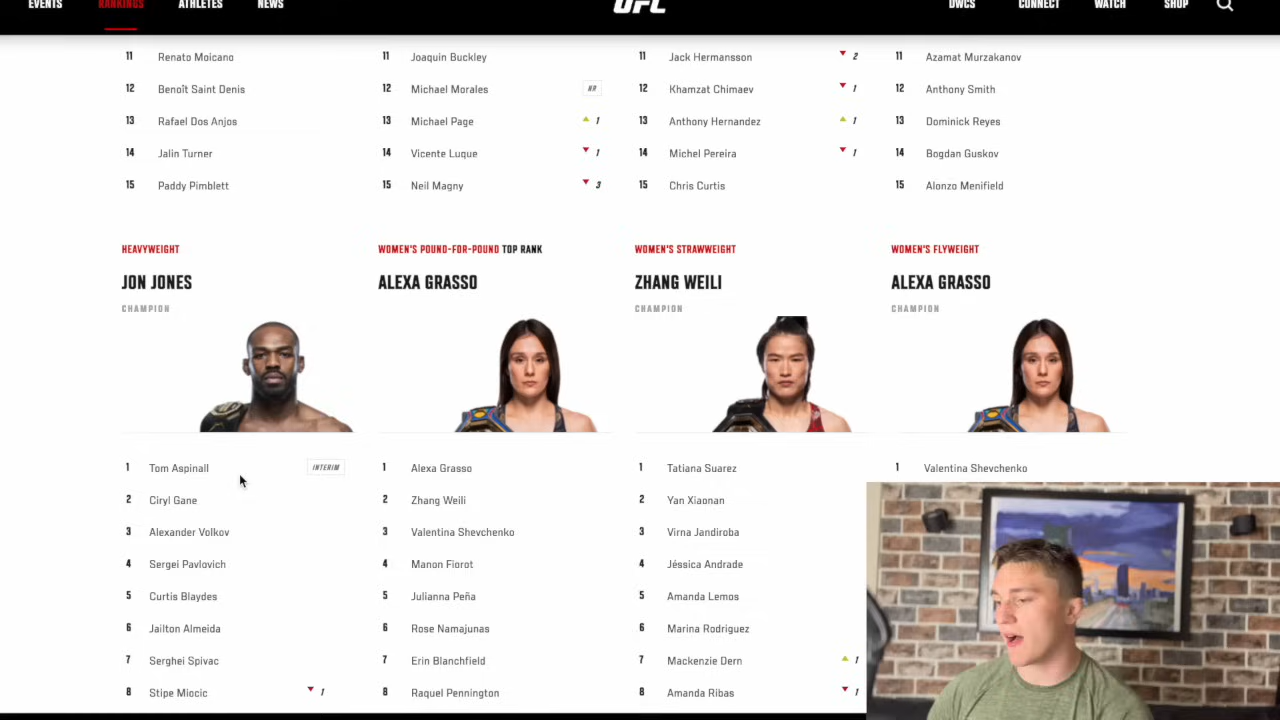 EVENTS
RANKINGS
ATHLETES
NEWS
UFC
DWCS
CONNECT
WATCH
SHOP
11 Renato Moicano
12 Benoît Saint Denis
13 Rafael Dos Anjos
14 Jalin Turner
15 Paddy Pimblett
11 Joaquin Buckley
12 Michael Morales NR
13 Michael Page 1
14 Vicente Luque 1
15 Neil Magny 3
11 Jack Hermansson 2
12 Khamzat Chimaev 1
13 Anthony Hernandez 1
14 Michel Pereira 1
15 Chris Curtis
11 Azamat Murzakanov
12 Anthony Smith
13 Dominick Reyes
14 Bogdan Guskov
15 Alonzo Menifield
HEAVYWEIGHT
JON JONES
CHAMPION
1 Tom Aspinall INTERIM
2 Ciryl Gane
3 Alexander Volkov
4 Sergei Pavlovich
5 Curtis Blaydes
6 Jailton Almeida
7 Serghei Spivac
8 Stipe Miocic 1
WOMEN'S POUND-FOR-POUND TOP RANK
ALEXA GRASSO
1 Alexa Grasso
2 Zhang Weili
3 Valentina Shevchenko
4 Manon Fiorot
5 Julianna Peña
6 Rose Namajunas
7 Erin Blanchfield
8 Raquel Pennington
WOMEN'S STRAWWEIGHT
ZHANG WEILI
CHAMPION
1 Tatiana Suarez
2 Yan Xiaonan
3 Virna Jandiroba
4 Jéssica Andrade
5 Amanda Lemos
6 Marina Rodriguez
7 Mackenzie Dern 1
8 Amanda Ribas 1
WOMEN'S FLYWEIGHT
ALEXA GRASSO
CHAMPION
1 Valentina Shevchenko